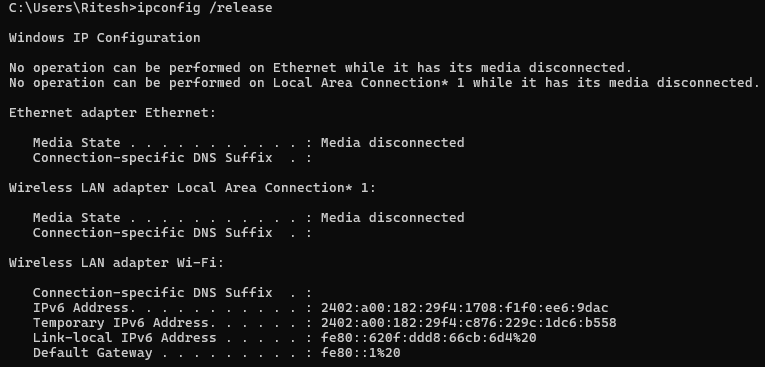 C:\Users\Ritesh>ipconfig /release
Windows IP Configuration
No operation can be performed on Ethernet while it has its media disconnected.
No operation can be performed on Local Area Connection* 1 while it has its media disconnected.
Ethernet adapter Ethernet:
Media State . . . . . . . . . . . : Media disconnected
Connection-specific DNS Suffix  . :
Wireless LAN adapter Local Area Connection* 1:
Media State . . . . . . . . . . . : Media disconnected
Connection-specific DNS Suffix  . :
Wireless LAN adapter Wi-Fi:
Connection-specific DNS Suffix  . :
IPv6 Address. . . . . . . . . . . : 2402:a00:182:29f4:1708:f1f0:ee6:9dac
Temporary IPv6 Address. . . . . . : 2402:a00:182:29f4:c876:229c:1dc6:b558
Link-local IPv6 Address . . . . . : fe80::620f:ddd8:66cb:6d4%20
Default Gateway . . . . . . . . . : fe80::1%20